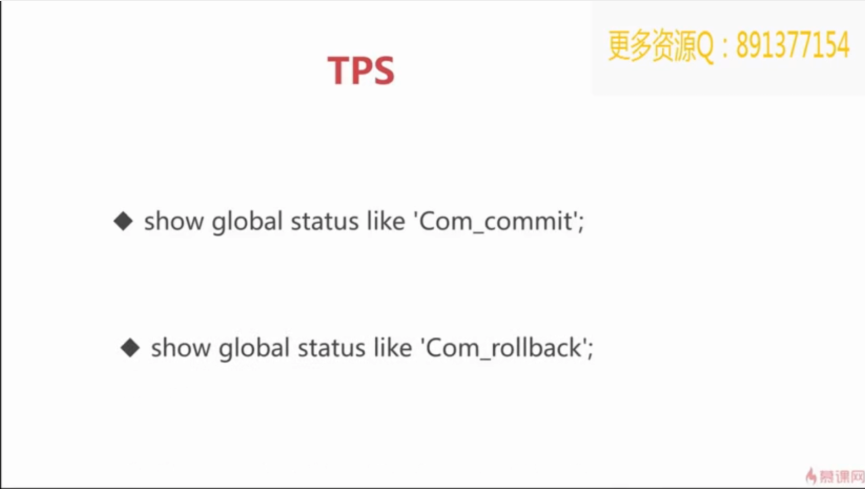 更多资源Q：891377154
TPS
◆ show global status like 'Com_commit';
◆ show global status like 'Com_rollback';
慕课网